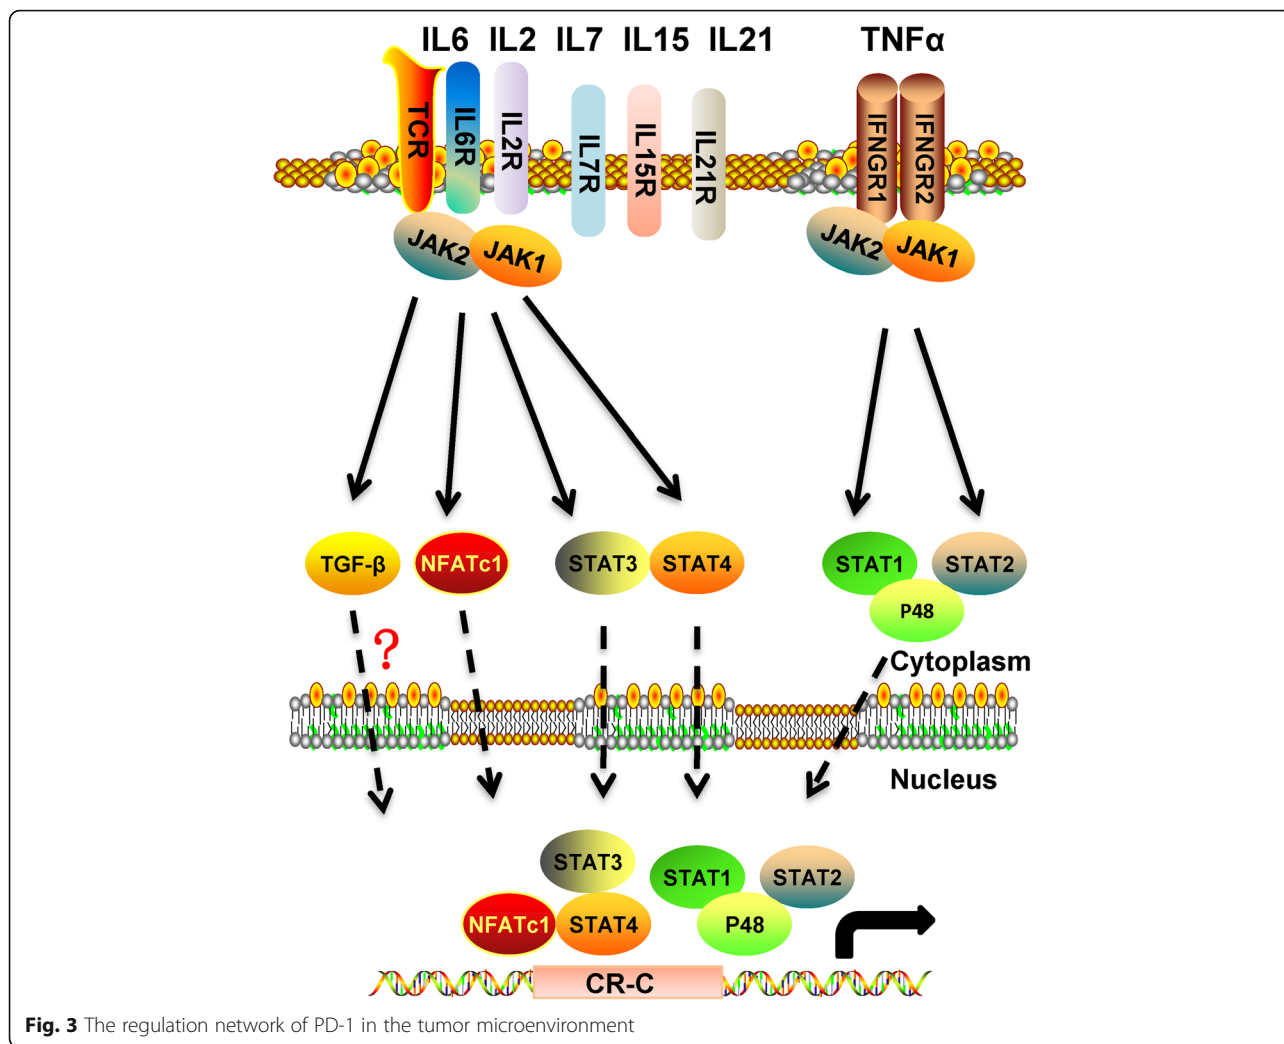 IL6 IL2 IL7 IL15 IL21 TNFα
TCR IL6R IL2R IL7R IL15R IL21R IFNGR1 IFNGR2
JAK2 JAK1 JAK2 JAK1
TGF-β NFATc1 STAT3 STAT4 STAT1 STAT2
P48
?
Cytoplasm
Nucleus
STAT3 STAT1 STAT2
NFATc1 STAT4 P48
CR-C
Fig. 3 The regulation network of PD-1 in the tumor microenvironment